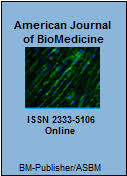 American Journal
of BioMedicine
ISSN 2333-5106
Online
BM-Publisher/ASBM